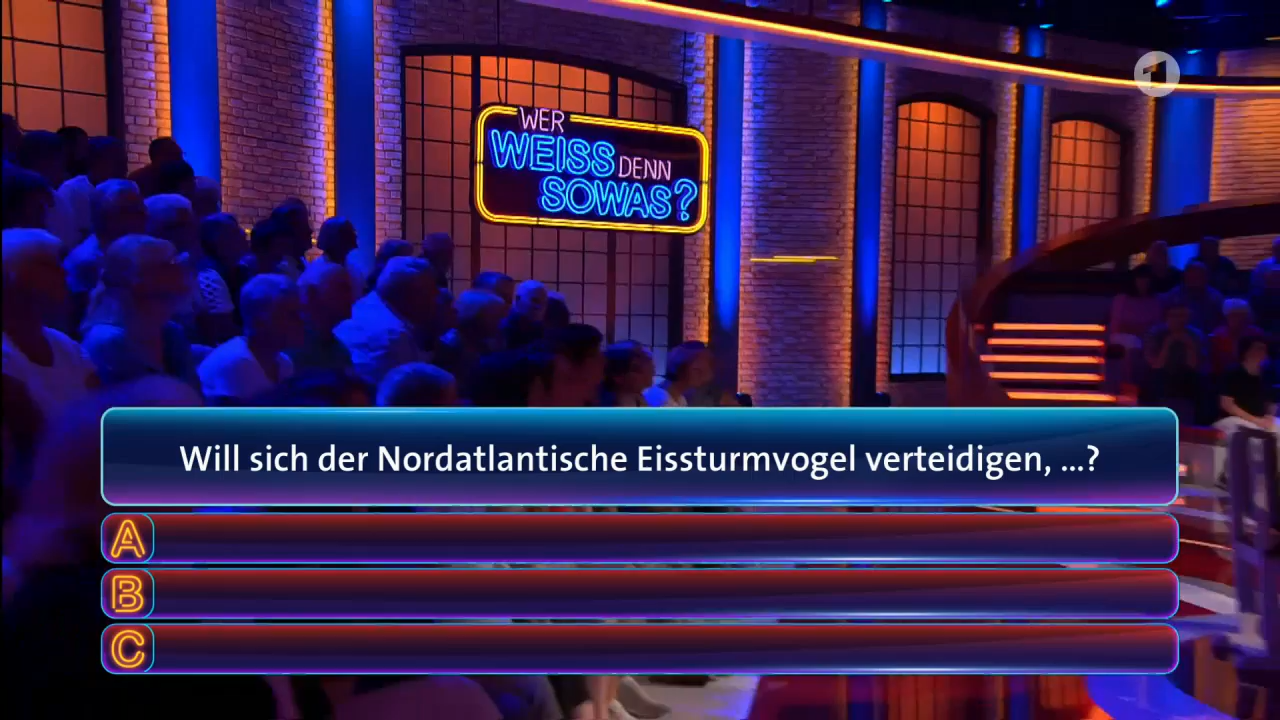 WER
WEISS DENN
SOWAS?
1
Will sich der Nordatlantische Eissturmvogel verteidigen, ...?
A
B
C